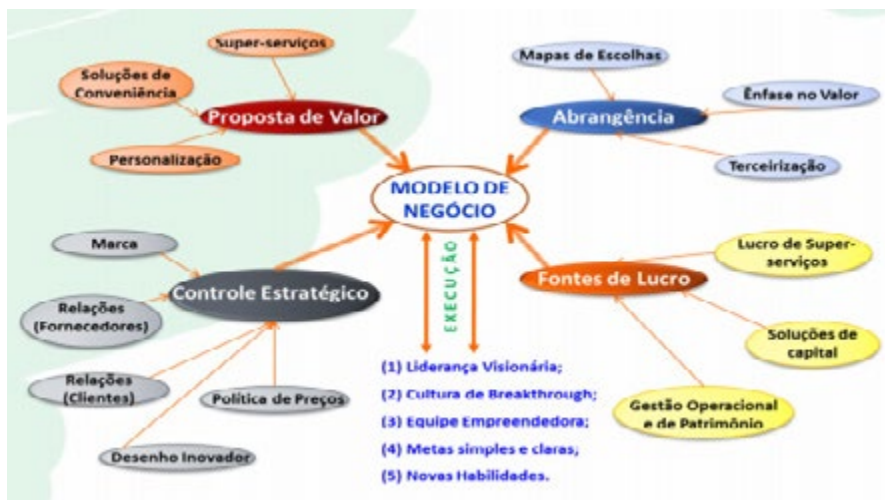 Super-serviços
Soluções de
Conveniência
Personalização
Proposta de Valor
Mapas de Escolhas
Ênfase no Valor
Terceirização
Abrangência
MODELO DE
NEGÓCIO
Marca
Relações
(Fornecedores)
Relações
(Clientes)
Desenho Inovador
Política de Preços
Controle Estratégico
EXECUÇÃO
Fontes de Lucro
Lucro de Super-
serviços
Soluções de
capital
Gestão Operacional
e de Patrimônio
(1) Liderança Visionária;
(2) Cultura de Breakthrough;
(3) Equipe Empreendedora;
(4) Metas simples e claras;
(5) Novas Habilidades.